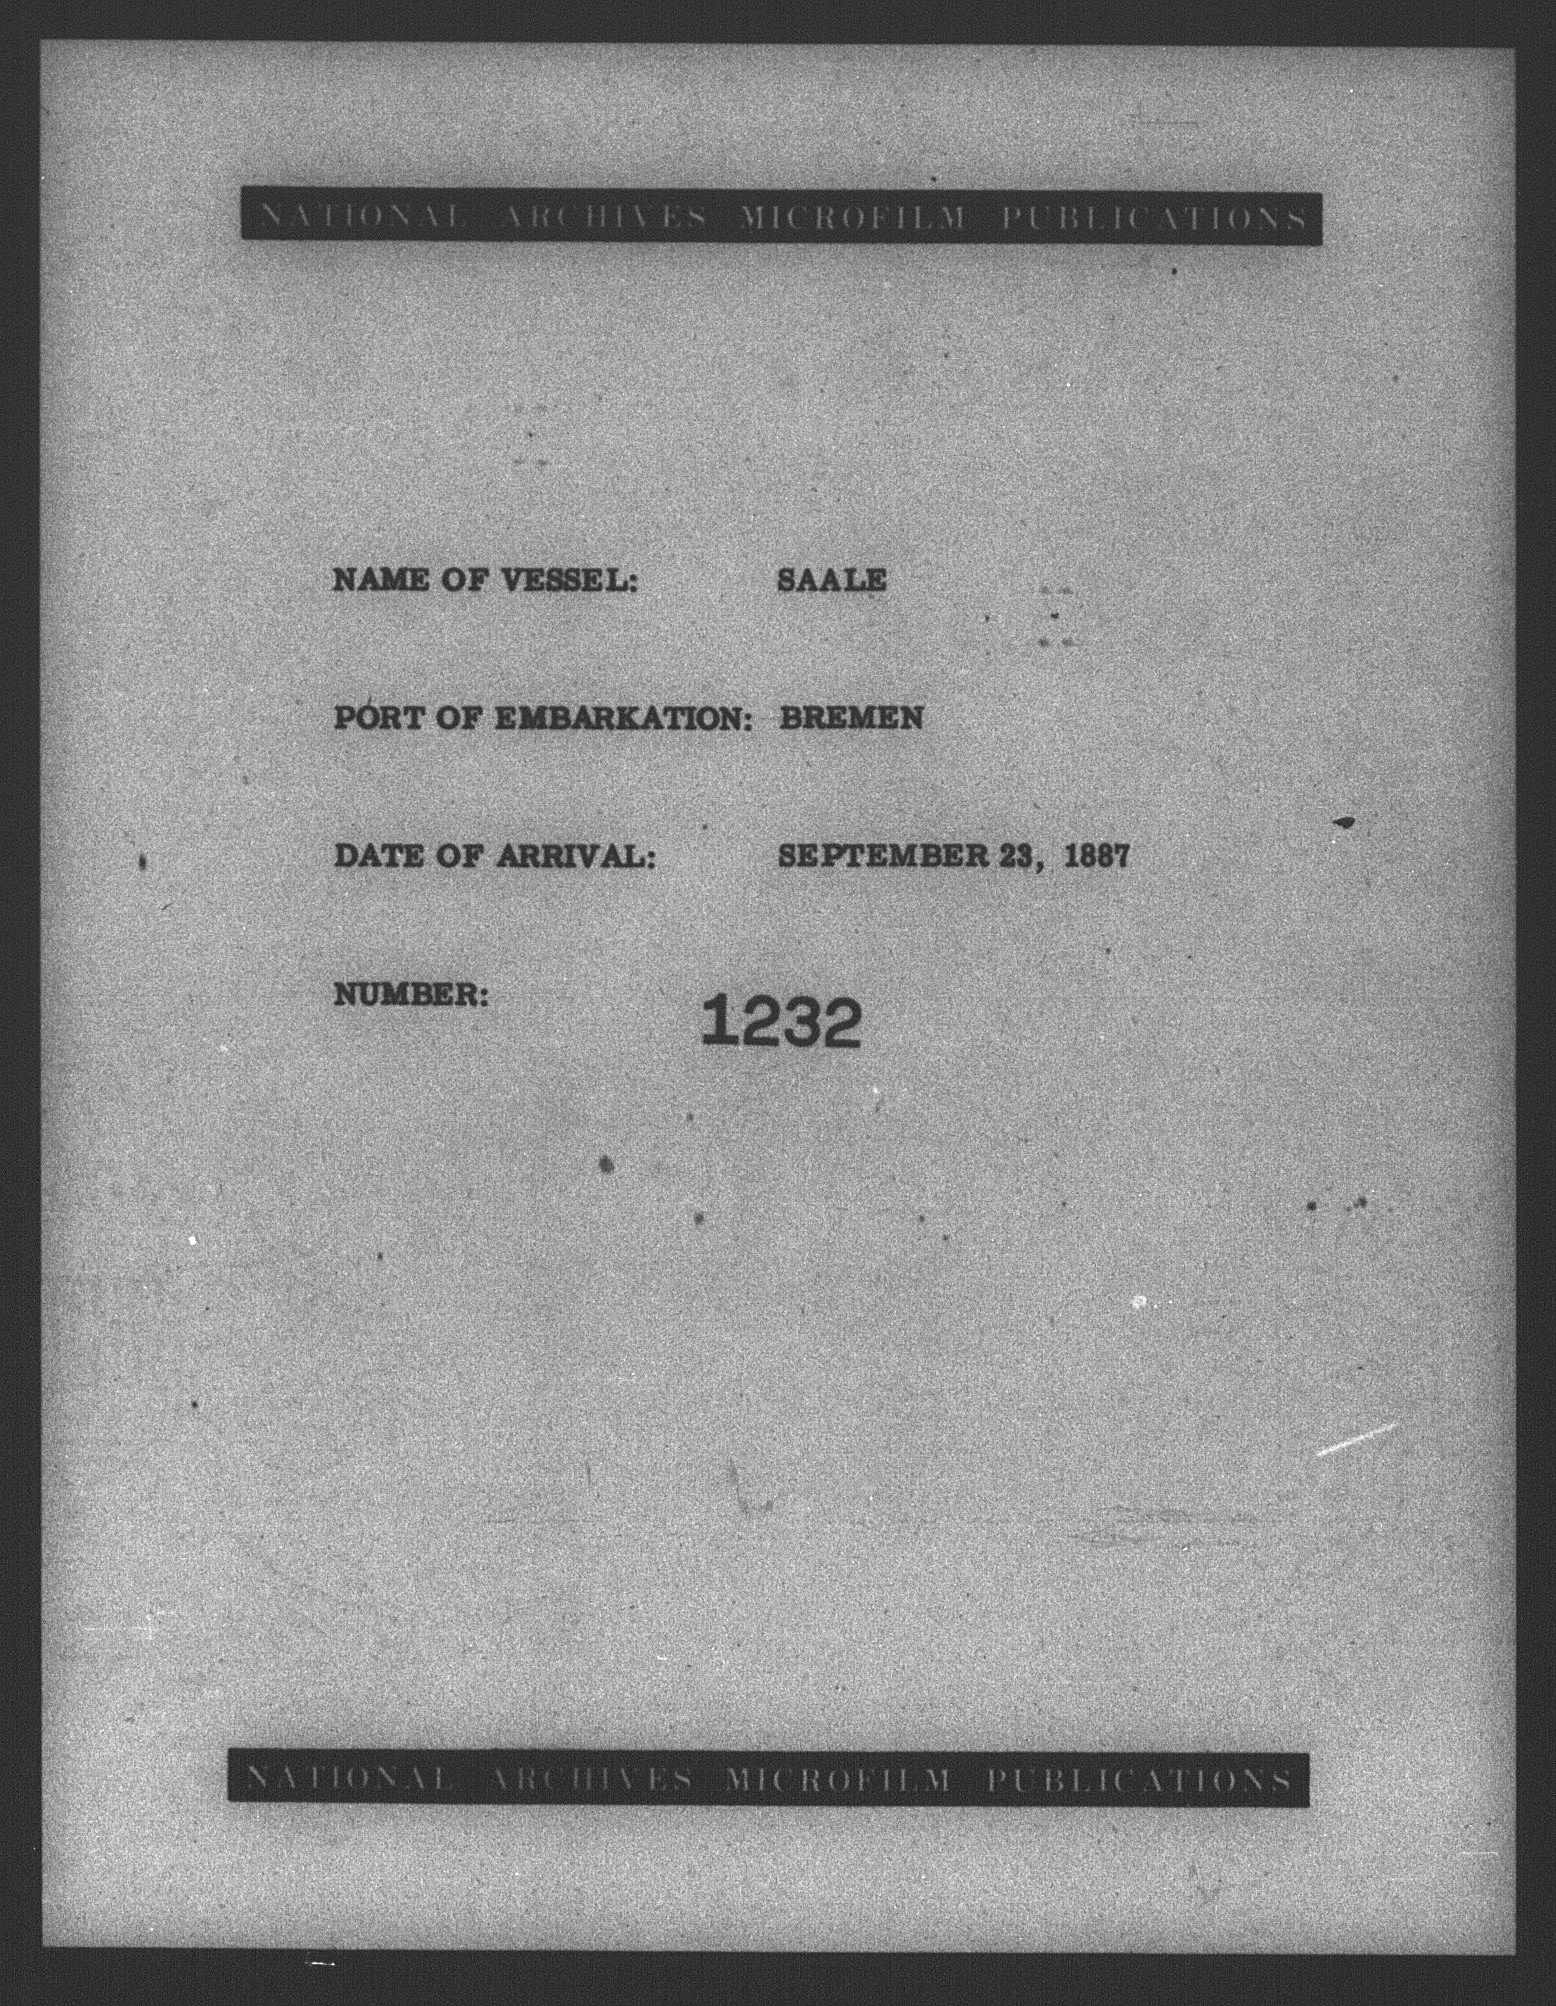 NATIONAL ARCHIVES MICROFILM PUBLICATIONS
NAME OF VESSEL: SAALE
PORT OF EMBARKATION: BREMEN
DATE OF ARRIVAL: SEPTEMBER 23, 1887
NUMBER: 1232
NATIONAL ARCHIVES MICROFILM PUBLICATIONS